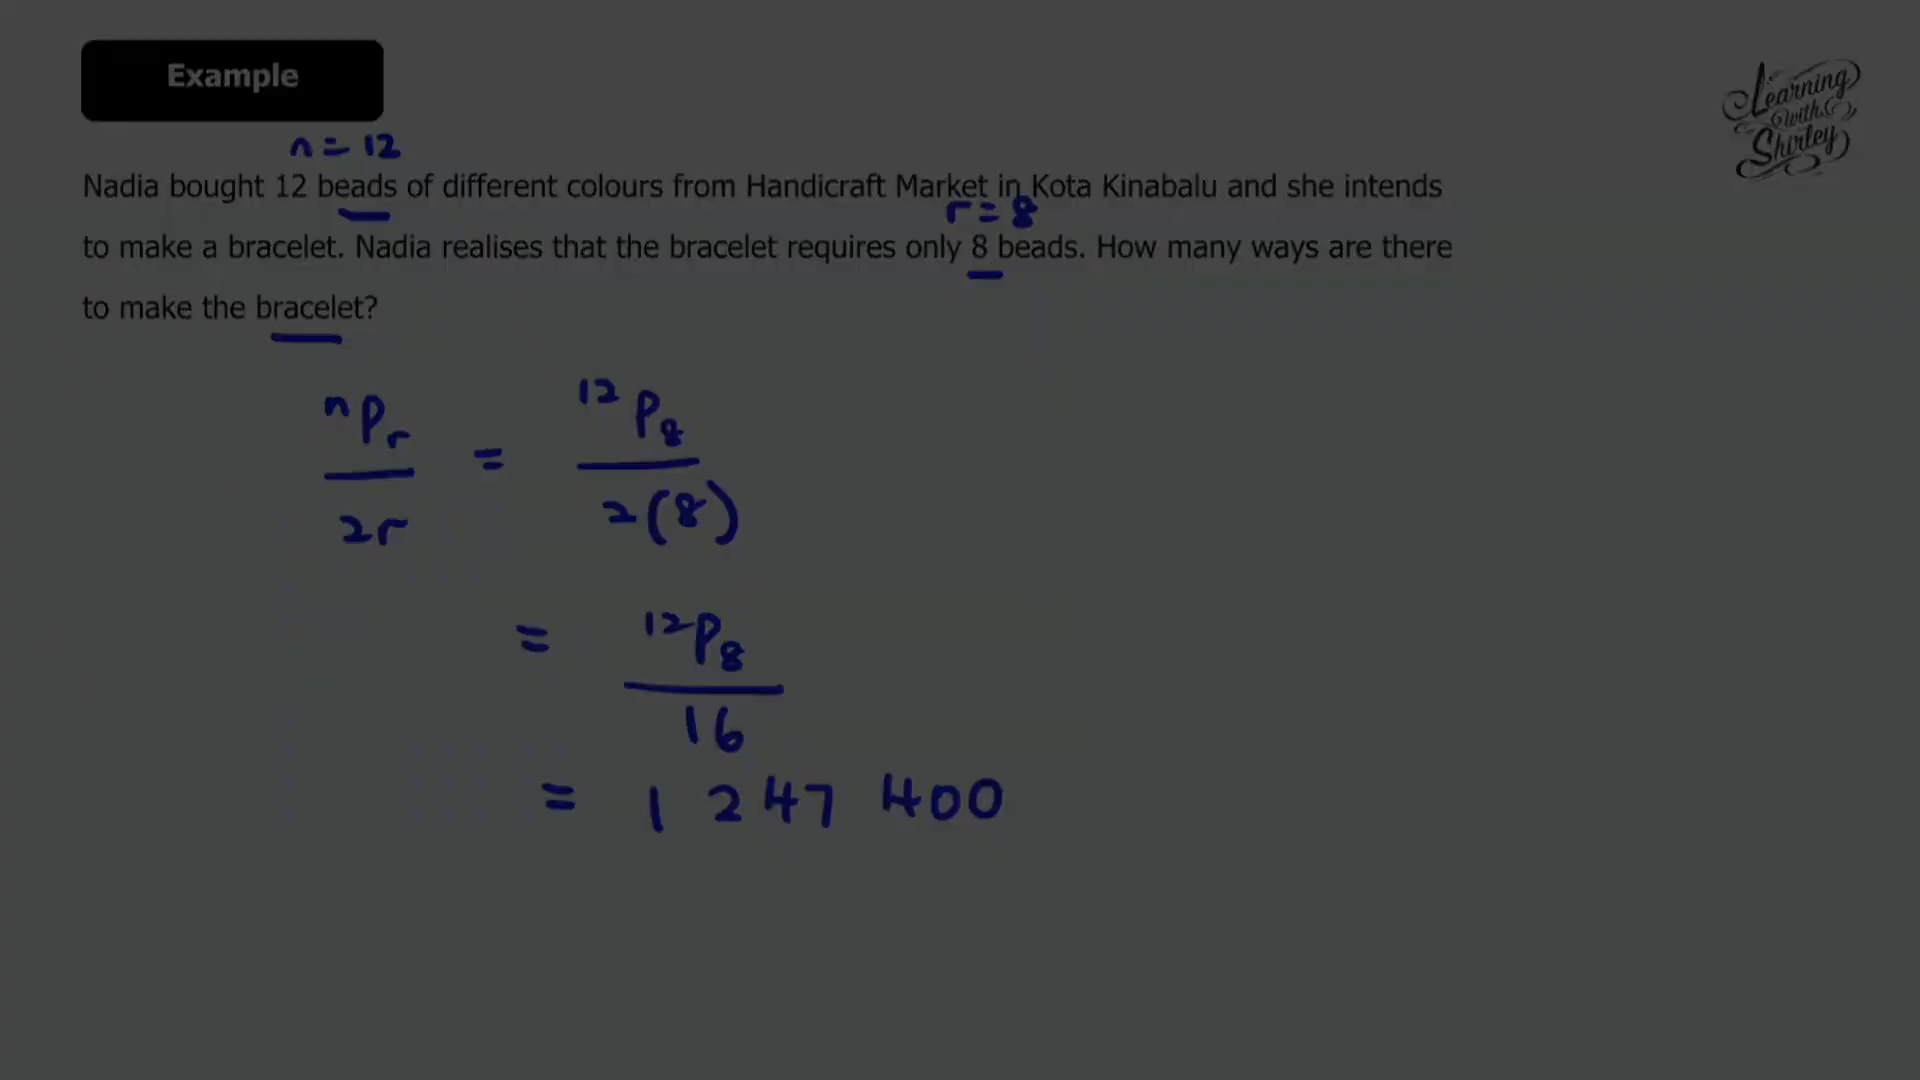 Example
Learning
with
Shirley
n = 12
Nadia bought 12 beads of different colours from Handicraft Market in Kota Kinabalu and she intends
r = 8
to make a bracelet. Nadia realises that the bracelet requires only 8 beads. How many ways are there
to make the bracelet?
nPr / 2r = 12P8 / 2(8)
= 12P8 / 16
= 1 247 400